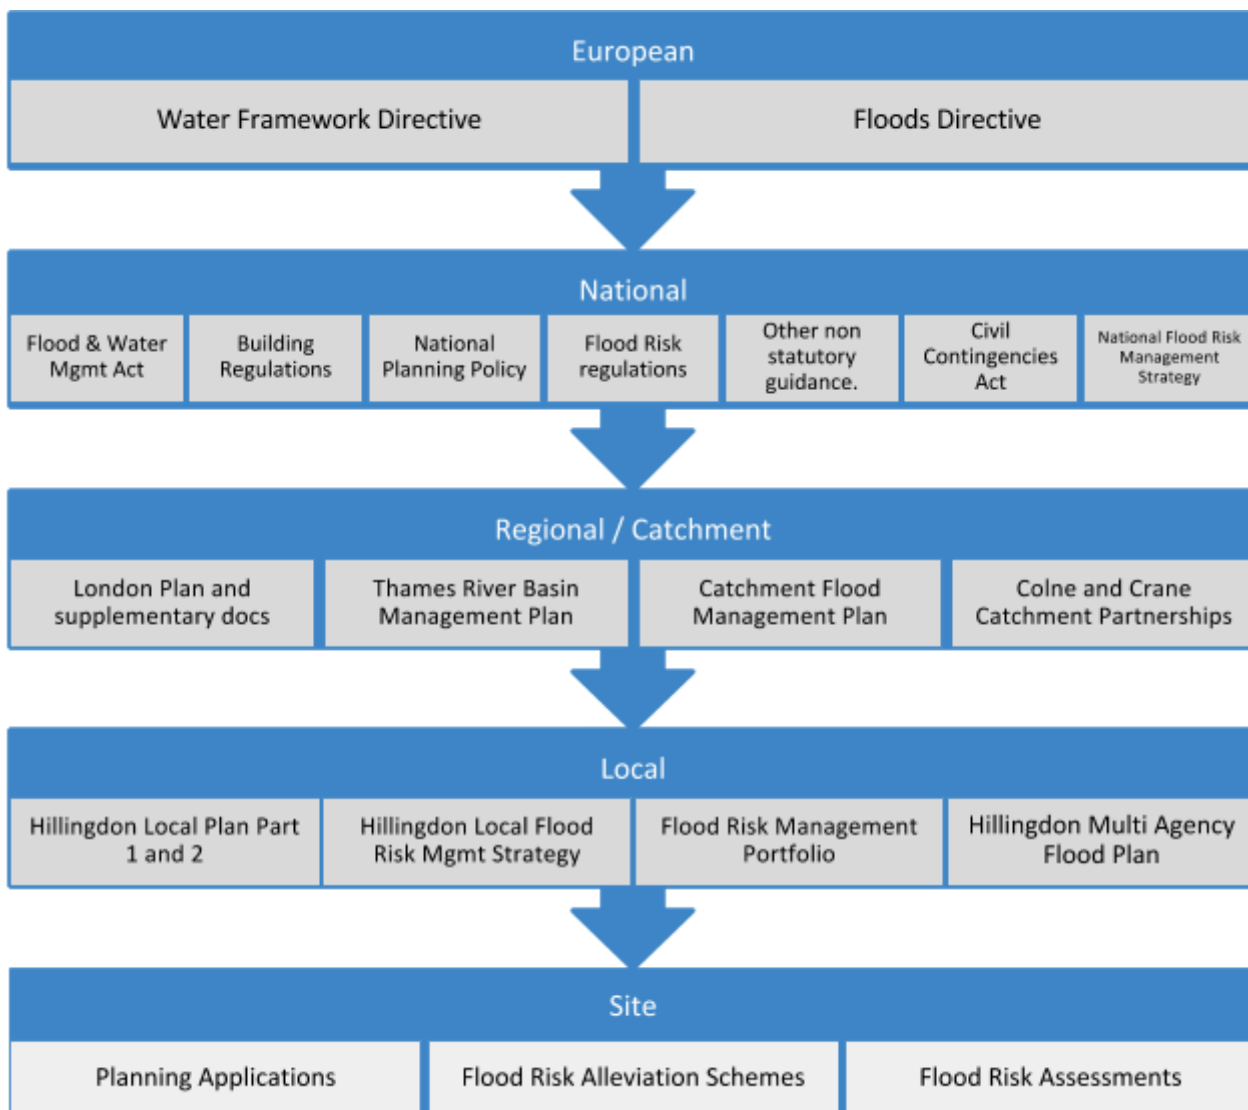 European
Water Framework Directive
Floods Directive
National
Flood & Water
Mgmt Act
Building
Regulations
National
Planning Policy
Flood Risk
regulations
Other non
statutory
guidance.
Civil
Contingencies
Act
National Flood Risk
Management
Strategy
Regional / Catchment
London Plan and
supplementary docs
Thames River Basin
Management Plan
Catchment Flood
Management Plan
Colne and Crane
Catchment Partnerships
Local
Hillingdon Local Plan Part
1 and 2
Hillingdon Local Flood
Risk Mgmt Strategy
Flood Risk Management
Portfolio
Hillingdon Multi Agency
Flood Plan
Site
Planning Applications
Flood Risk Alleviation Schemes
Flood Risk Assessments